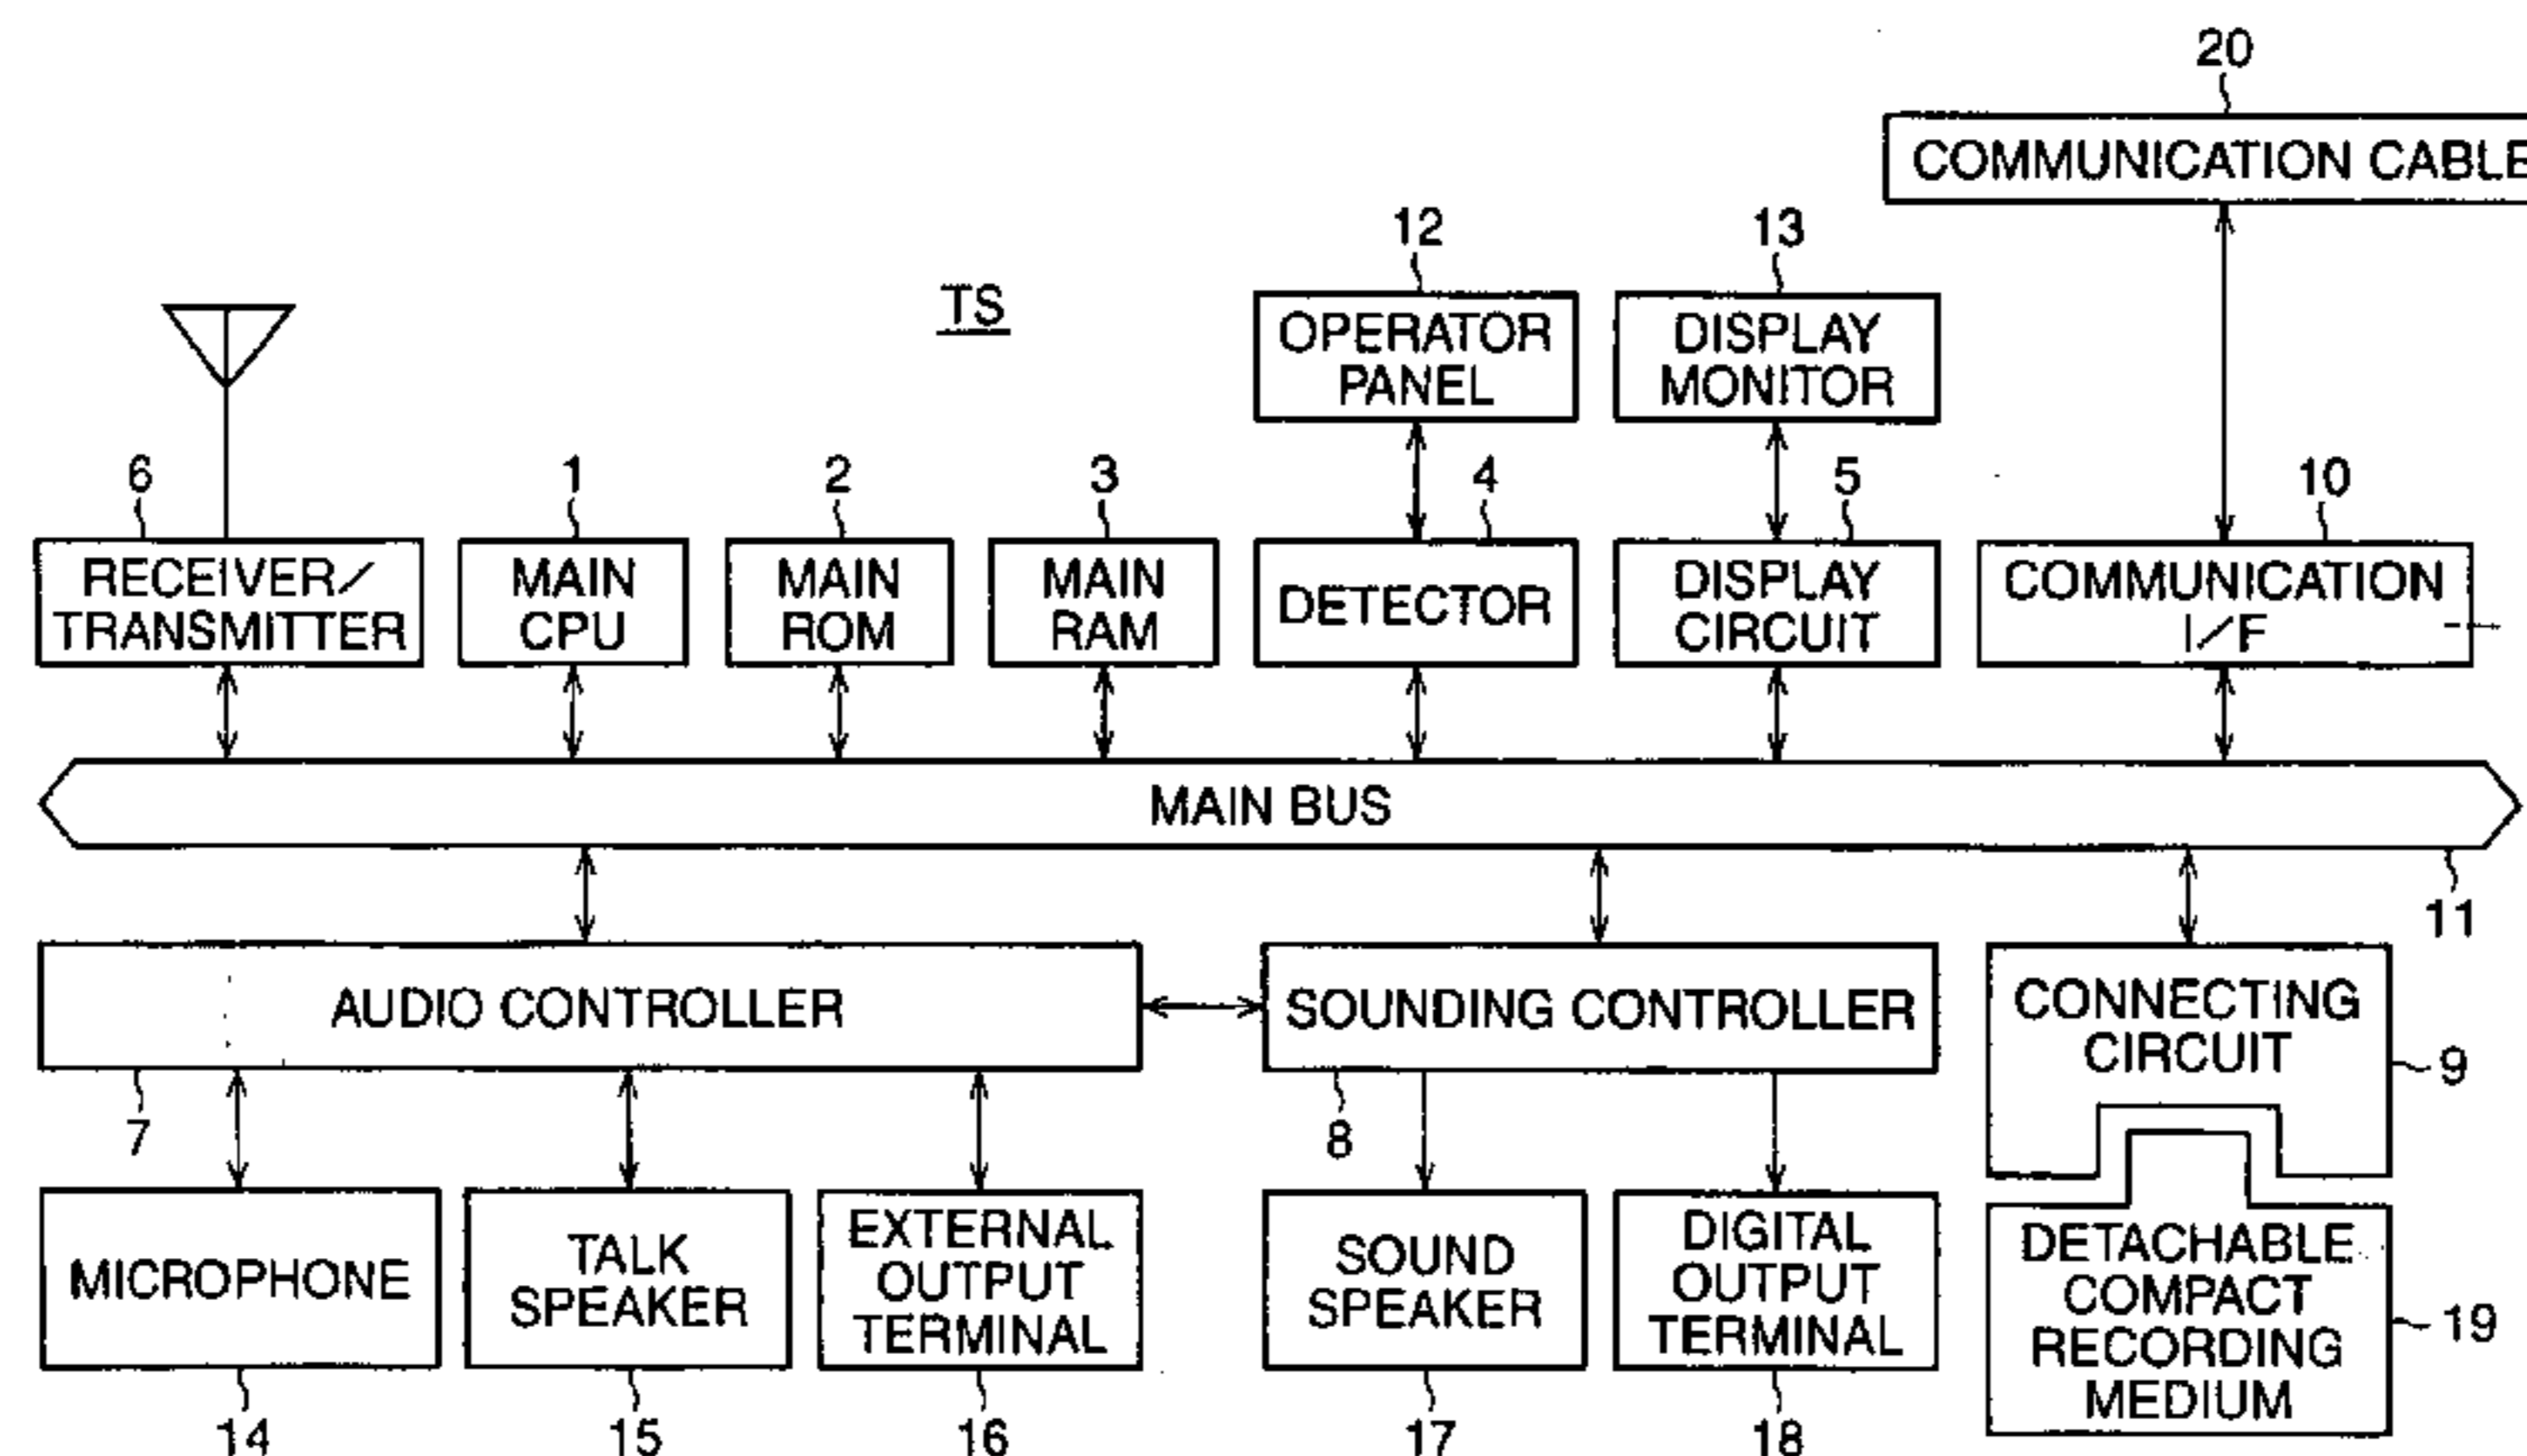 20
COMMUNICATION CABLE
12
13
TS
OPERATOR
PANEL
DISPLAY
MONITOR
6
1
2
3
4
5
10
RECEIVER/
TRANSMITTER
MAIN
CPU
MAIN
ROM
MAIN
RAM
DETECTOR
DISPLAY
CIRCUIT
COMMUNICATION
I/F
MAIN BUS
11
AUDIO CONTROLLER
SOUNDING CONTROLLER
CONNECTING
CIRCUIT
9
7
8
MICROPHONE
TALK
SPEAKER
EXTERNAL
OUTPUT
TERMINAL
SOUND
SPEAKER
DIGITAL
OUTPUT
TERMINAL
DETACHABLE
COMPACT
RECORDING
MEDIUM
19
14
15
16
17
18